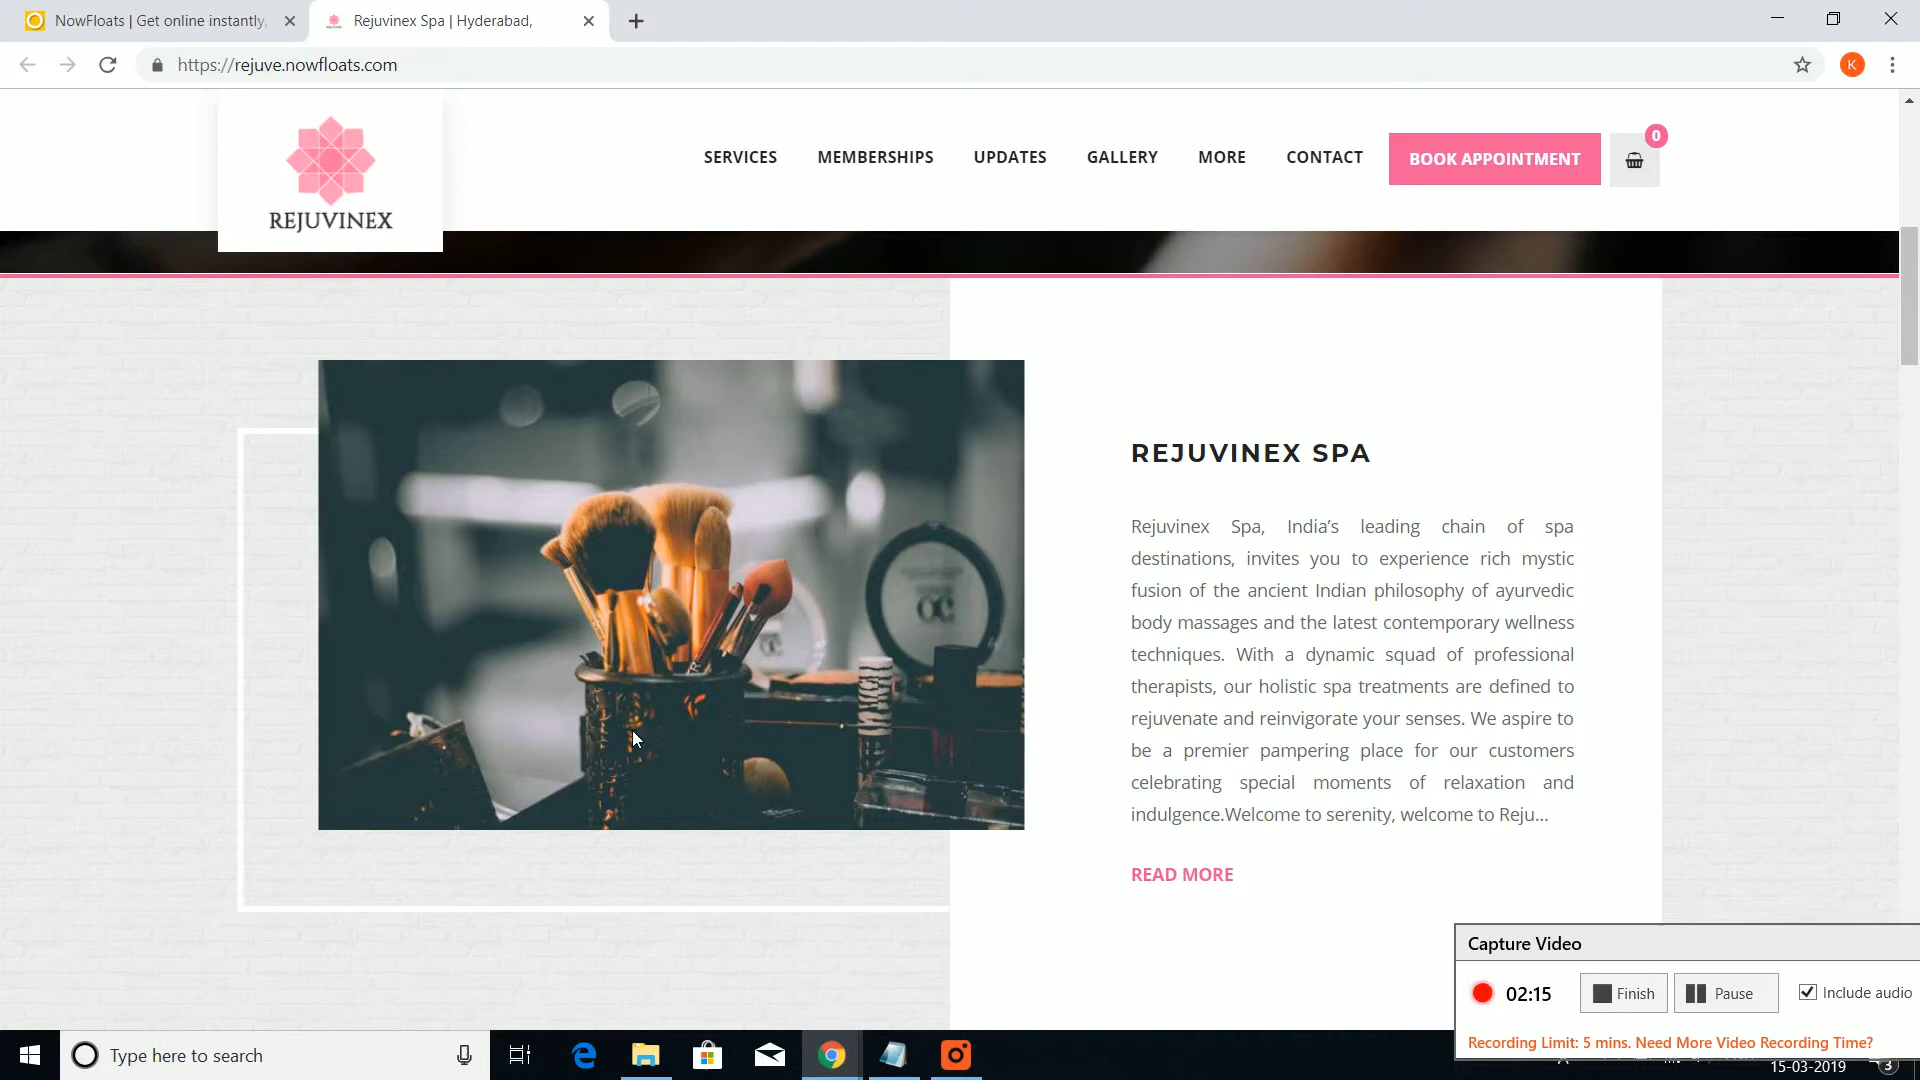 NowFloats | Get online instantly,
Rejuvinex Spa | Hyderabad,
https://rejuve.nowfloats.com
K
REJUVINEX
SERVICES
MEMBERSHIPS
UPDATES
GALLERY
MORE
CONTACT
BOOK APPOINTMENT
0
REJUVINEX SPA
Rejuvinex Spa, India’s leading chain of spa
destinations, invites you to experience rich mystic
fusion of the ancient Indian philosophy of ayurvedic
body massages and the latest contemporary wellness
techniques. With a dynamic squad of professional
therapists, our holistic spa treatments are defined to
rejuvenate and reinvigorate your senses. We aspire to
be a premier pampering place for our customers
celebrating special moments of relaxation and
indulgence.Welcome to serenity, welcome to Reju...
READ MORE
Capture Video
02:15
Finish
Pause
Include audio
Recording Limit: 5 mins. Need More Video Recording Time?
Type here to search
15-03-2019
3